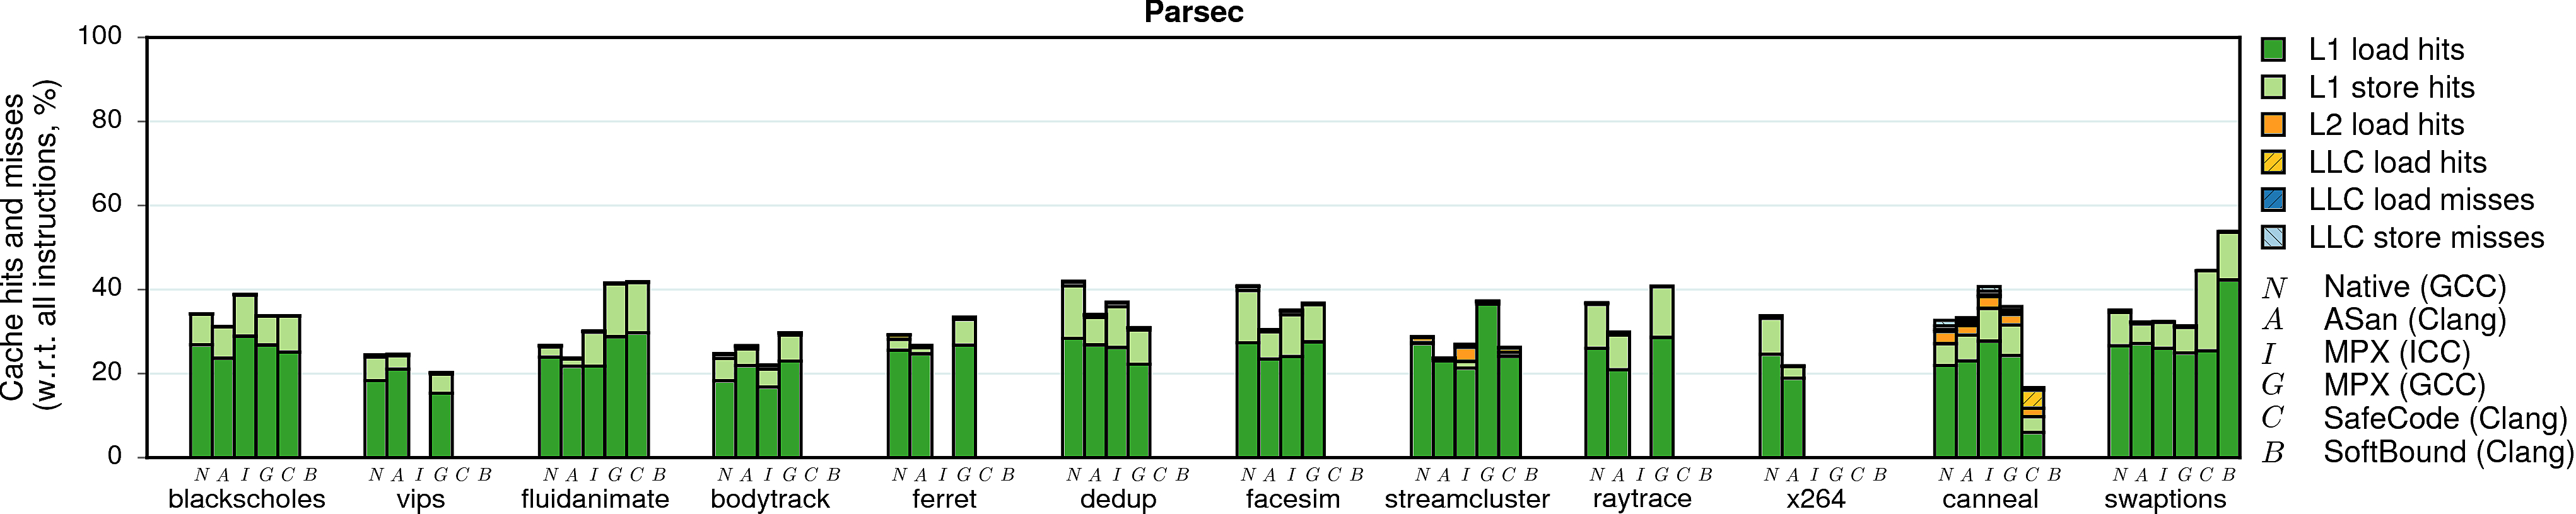 Parsec
Cache hits and misses
(w.r.t. all instructions, %)
100
80
60
40
20
0
N A I G C B
N A I G C B
N A I G C B
N A I G C B
N A I G C B
N A I G C B
N A I G C B
N A I G C B
N A I G C B
N A I G C B
N A I G C B
N A I G C B
blackscholes
vips
fluidanimate
bodytrack
ferret
dedup
facesim
streamcluster
raytrace
x264
canneal
swaptions
L1 load hits
L1 store hits
L2 load hits
LLC load hits
LLC load misses
LLC store misses
N Native (GCC)
A ASan (Clang)
I MPX (ICC)
G MPX (GCC)
C SafeCode (Clang)
B SoftBound (Clang)